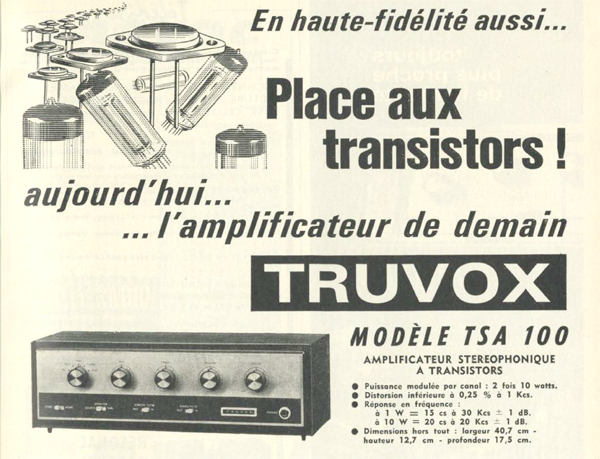 En haute-fidélité aussi...
Place aux
transistors !
aujourd'hui...
... l'amplificateur de demain
TRUVOX
MODÈLE TSA 100
AMPLIFICATEUR STEREOPHONIQUE
A TRANSISTORS
● Puissance modulée par canal : 2 fois 10 watts.
● Distorsion inférieure à 0,25 % à 1 Kcs.
● Réponse en fréquence :
à 1 W = 15 cs à 30 Kcs ± 1 dB.
à 10 W = 20 cs à 20 Kcs ± 1 dB.
● Dimensions hors tout : largeur 40,7 cm -
hauteur 12,7 cm - profondeur 17,5 cm.
TRUVOX